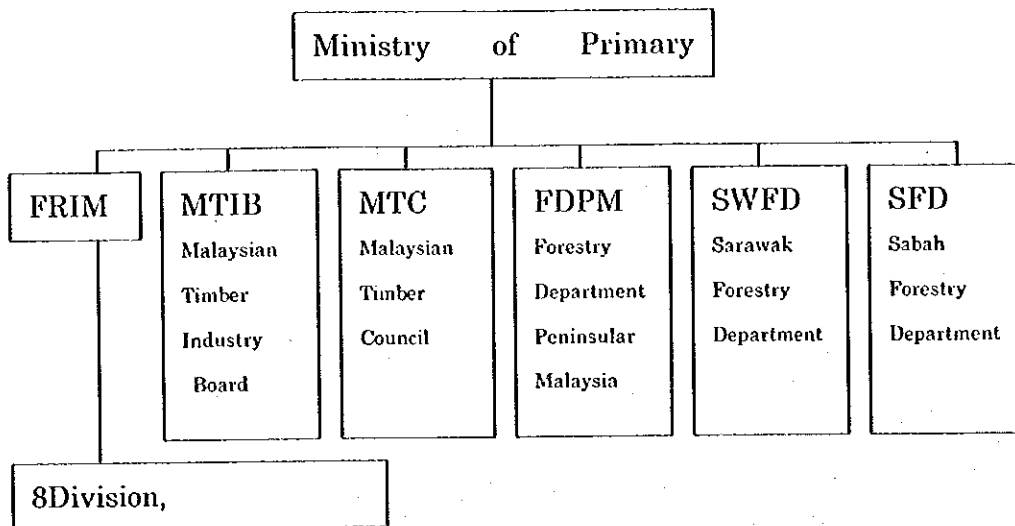 Ministry of Primary
FRIM
MTIB
Malaysian
Timber
Industry
Board
MTC
Malaysian
Timber
Council
FDPM
Forestry
Department
Peninsular
Malaysia
SWFD
Sarawak
Forestry
Department
SFD
Sabah
Forestry
Department
8Division,